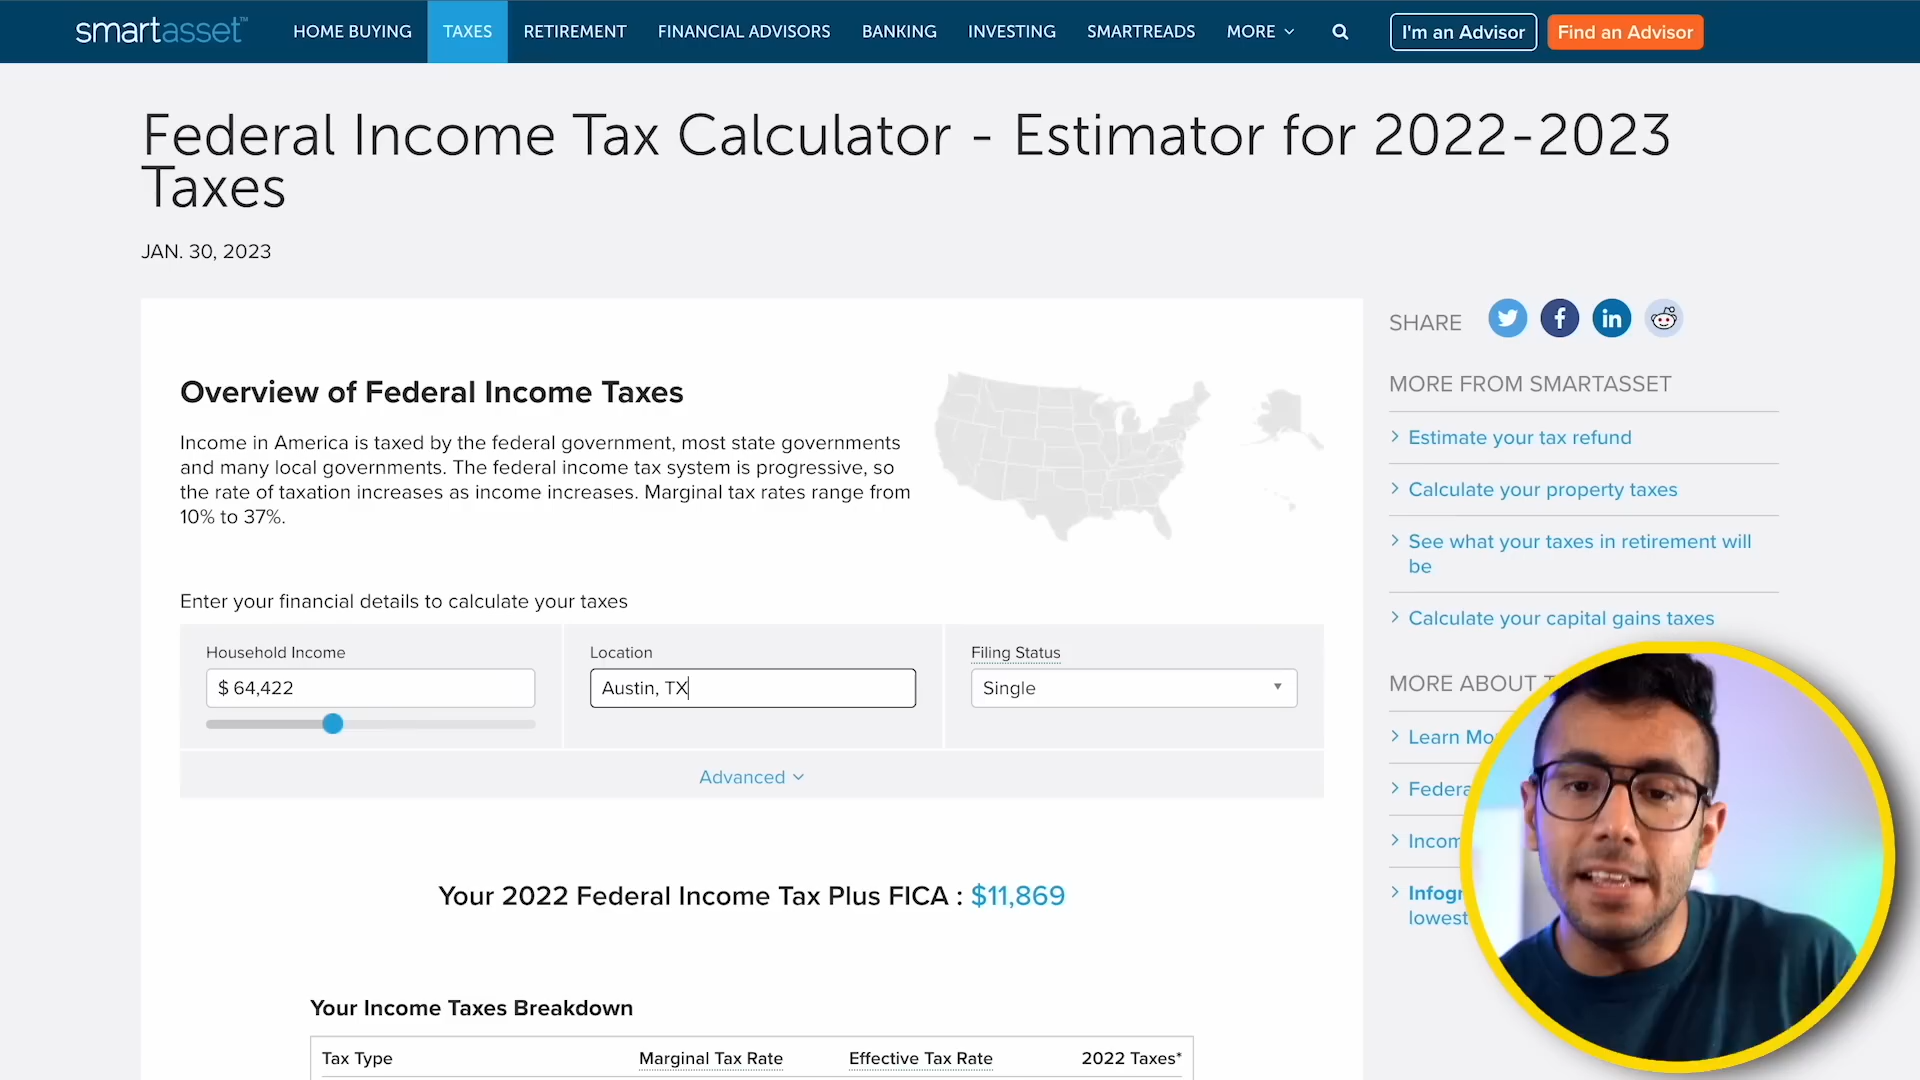 smartasset™
HOME BUYING
TAXES
RETIREMENT
FINANCIAL ADVISORS
BANKING
INVESTING
SMARTREADS
MORE
I'm an Advisor
Find an Advisor
Federal Income Tax Calculator - Estimator for 2022-2023
Taxes
JAN. 30, 2023
Overview of Federal Income Taxes
Income in America is taxed by the federal government, most state governments
and many local governments. The federal income tax system is progressive, so
the rate of taxation increases as income increases. Marginal tax rates range from
10% to 37%.
Enter your financial details to calculate your taxes
Household Income
$ 64,422
Location
Austin, TX
Filing Status
Single
Advanced
Your 2022 Federal Income Tax Plus FICA : $11,869
Your Income Taxes Breakdown
Tax Type
Marginal Tax Rate
Effective Tax Rate
2022 Taxes*
SHARE
MORE FROM SMARTASSET
Estimate your tax refund
Calculate your property taxes
See what your taxes in retirement will
be
Calculate your capital gains taxes
MORE ABOUT
Learn
lowest